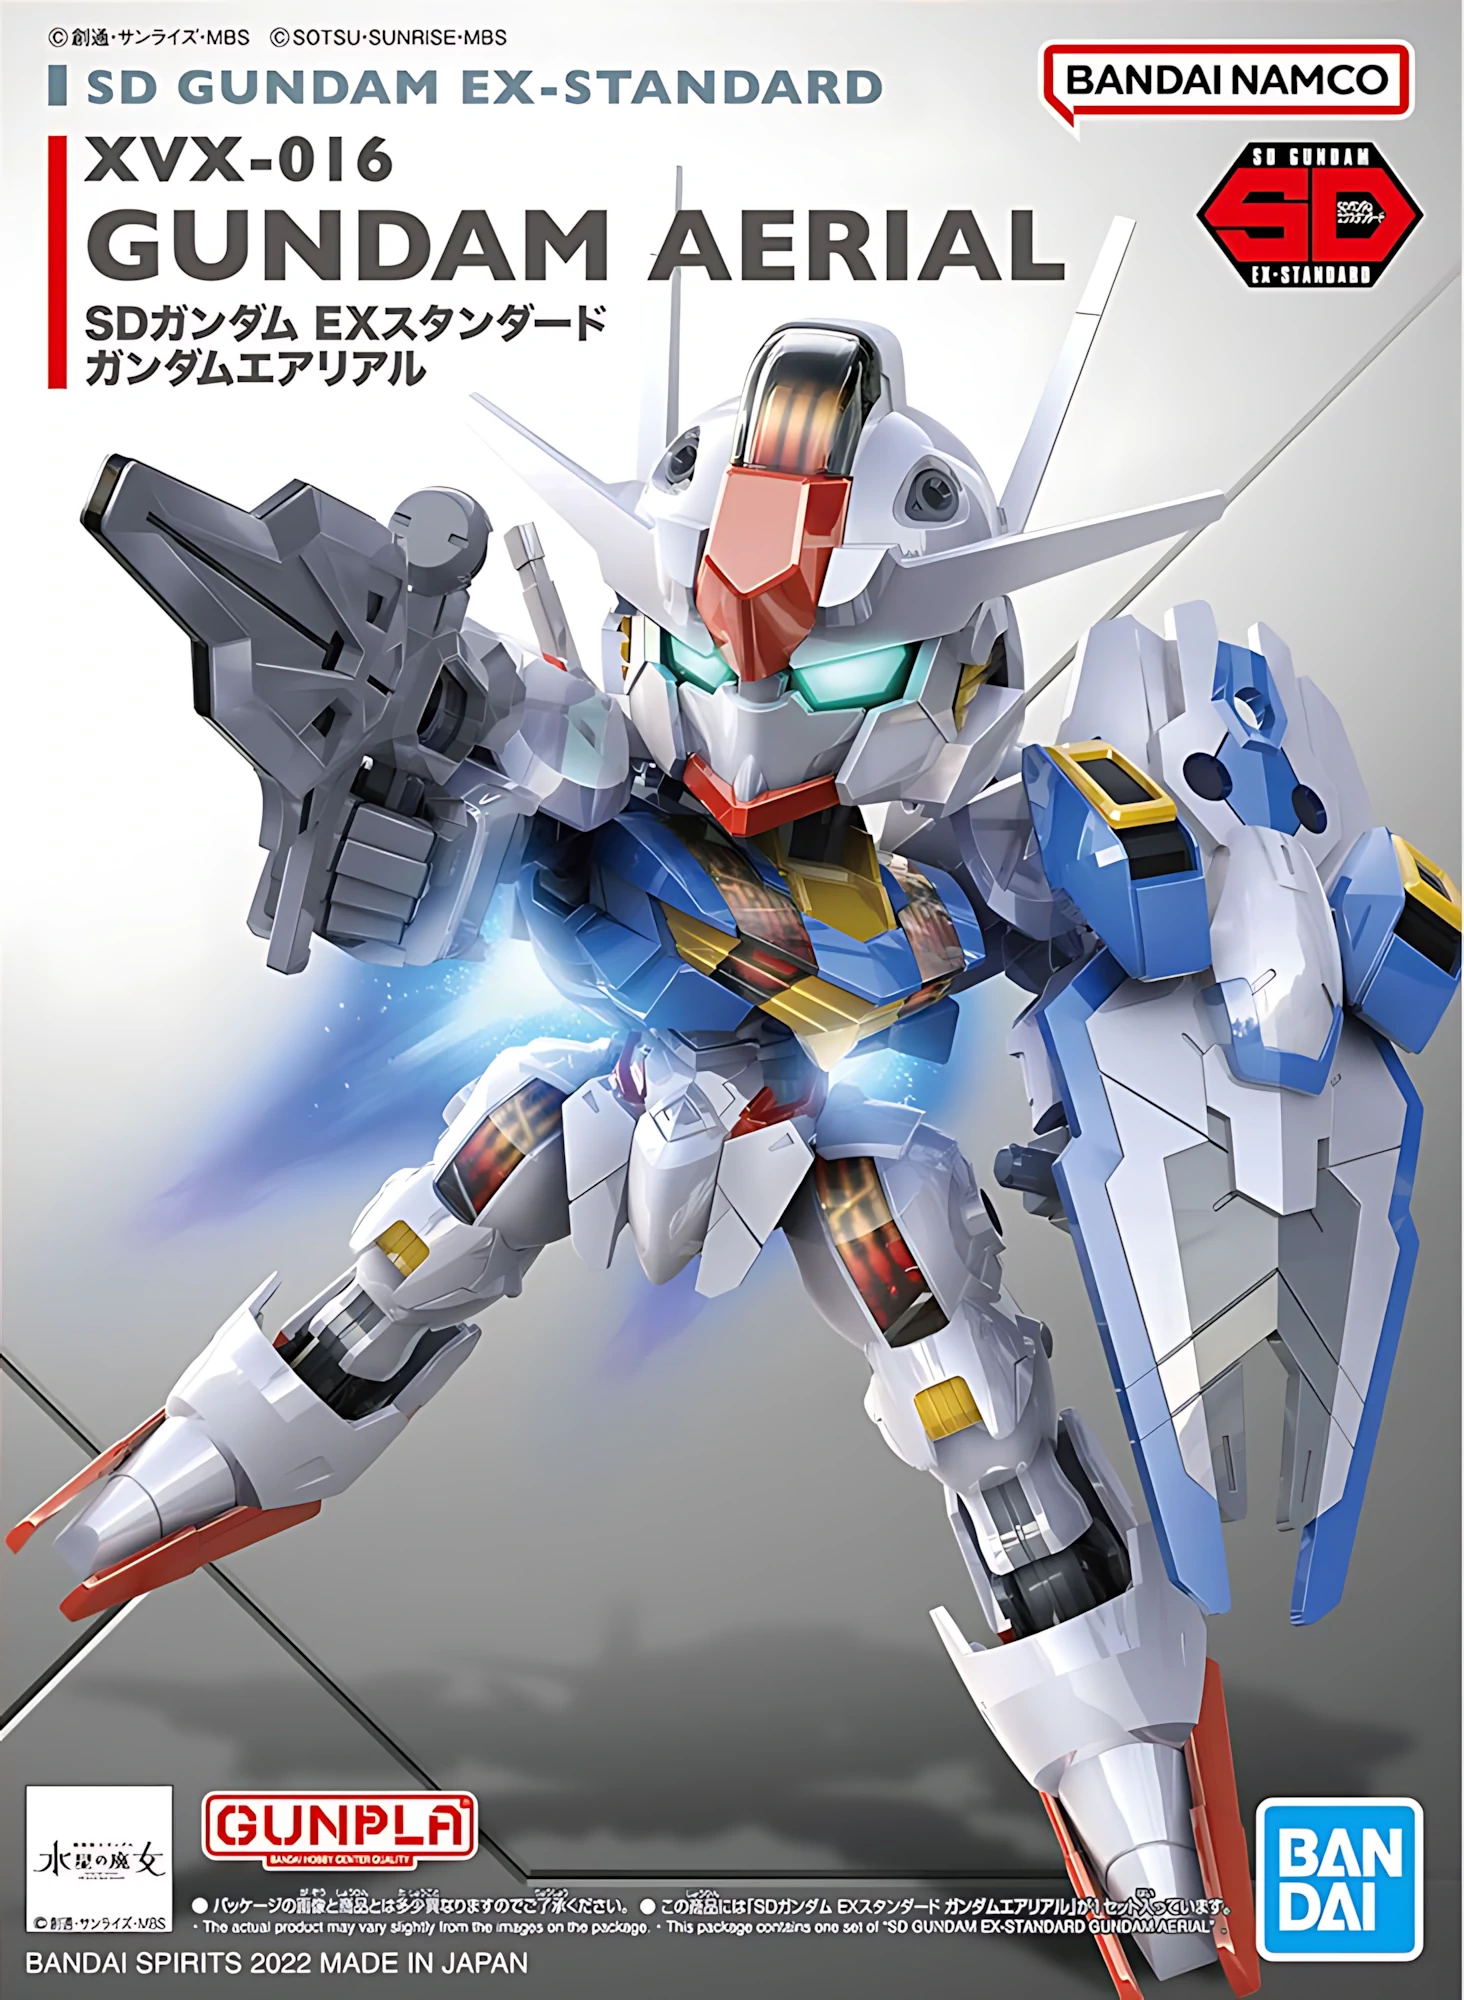 ©創通・サンライズ・MBS ©SOTSU・SUNRISE・MBS
SD GUNDAM EX-STANDARD
BANDAI NAMCO
XVX-016
GUNDAM AERIAL
SDガンダム EXスタンダード
ガンダムエアリアル
SD GUNDAM
SD
EX・STANDARD
水星の魔女
©創通・サンライズ・MBS
GUNPLA
BANDAI HOBBY CENTER QUALITY
● パッケージの画像と商品とは多少異なりますのでご了承ください。 ● この商品には「SDガンダム EXスタンダード ガンダムエアリアル」が1セット入っています。
・The actual product may vary slightly from the images on the package. ・This package contains one set of "SD GUNDAM EX-STANDARD GUNDAM AERIAL".
BAN
DAI
BANDAI SPIRITS 2022 MADE IN JAPAN